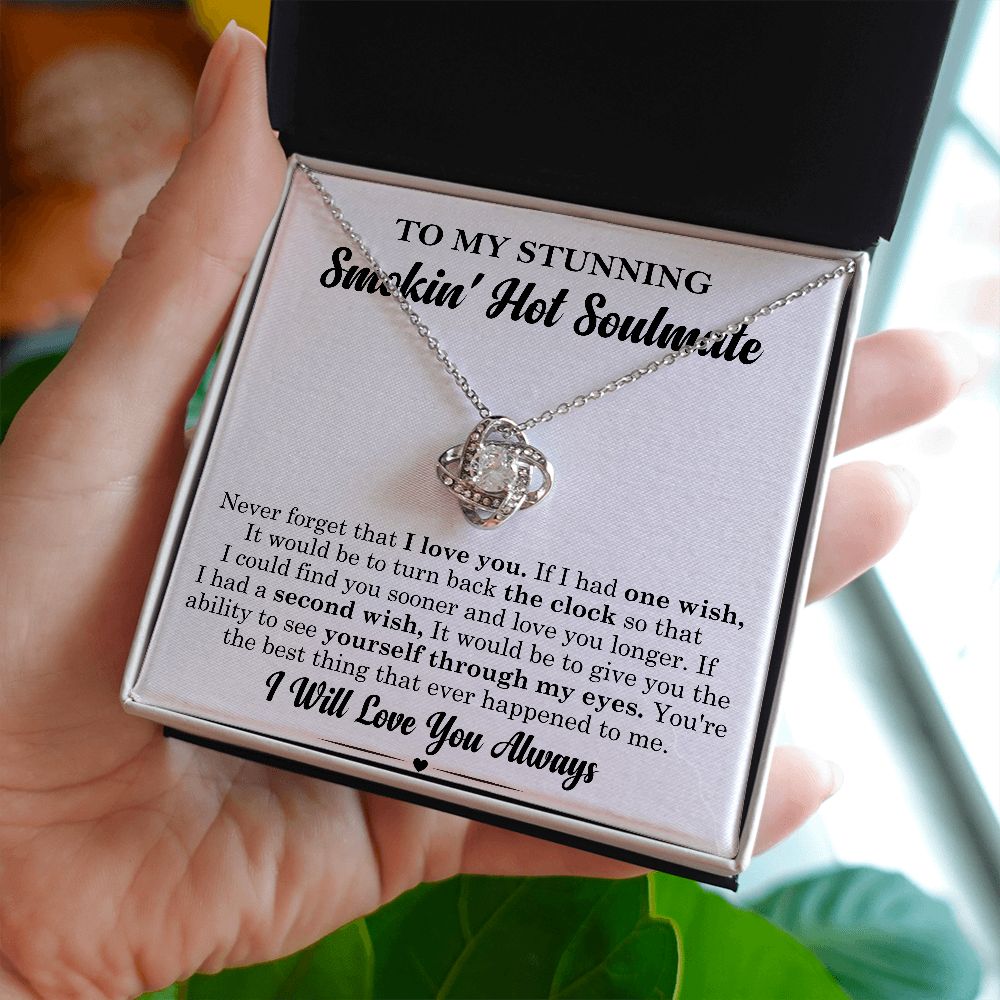 TO MY STUNNING
Smokin' Hot Soulmate
Never forget that I love you. If I had one wish,
It would be to turn back the clock so that
I could find you sooner and love you longer. If
I had a second wish, It would be to give you the
ability to see yourself through my eyes. You're
the best thing that ever happened to me.
I Will Love You Always